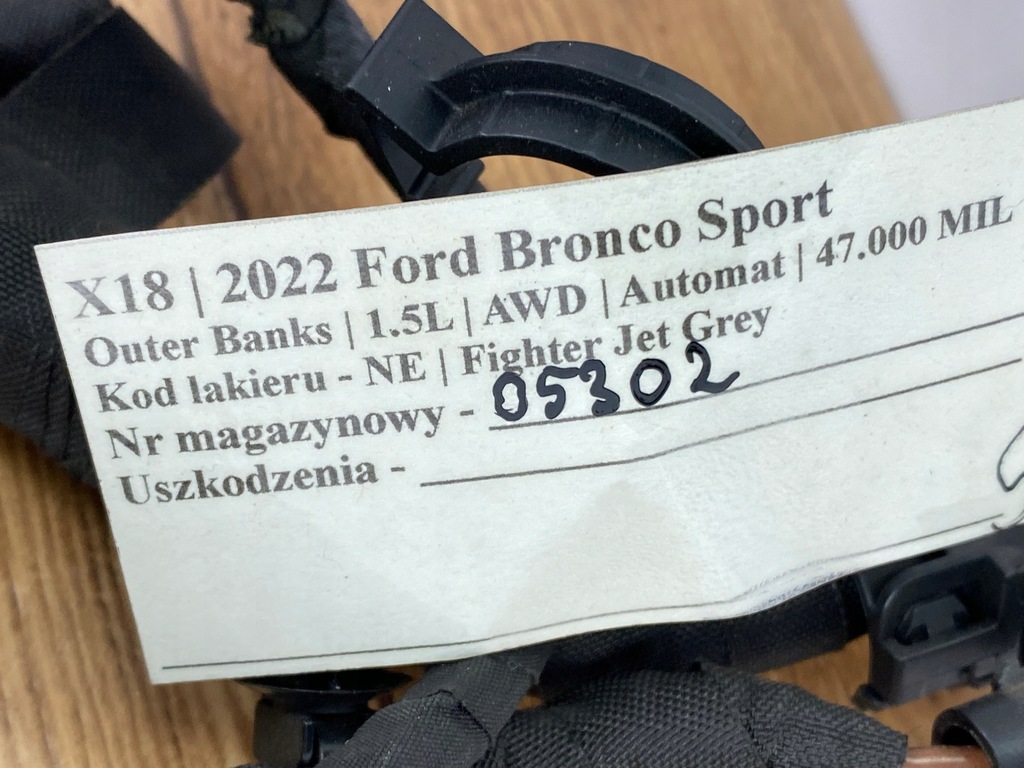 X18 | 2022 Ford Bronco Sport
Outer Banks | 1.5L | AWD | Automat | 47.000 MIL
Kod lakieru - NE | Fighter Jet Grey
Nr magazynowy - 05302
Uszkodzenia -